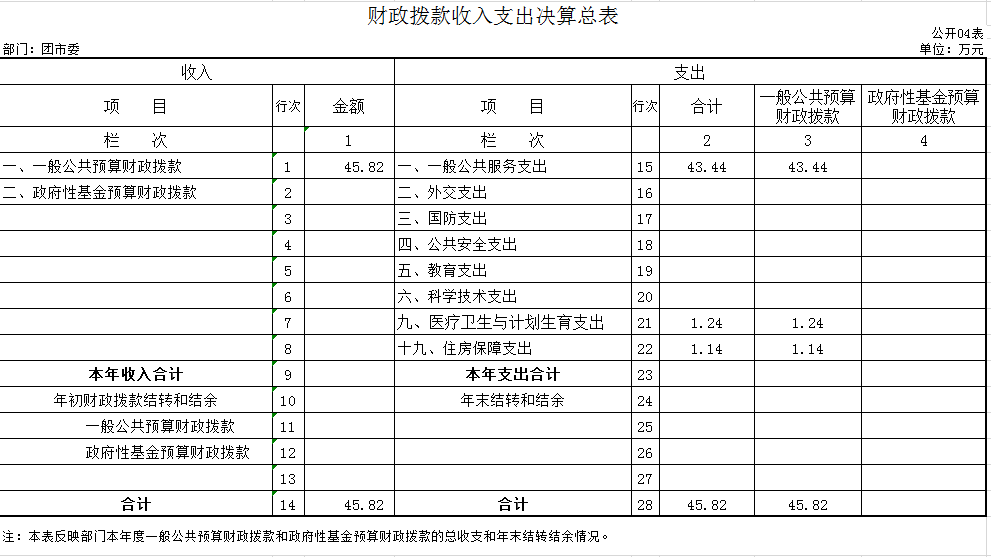 财政拨款收入支出决算总表
公开04表
部门：团市委 单位：万元
收入 支出
项 目 行次 金额 项 目 行次 合计 一般公共预算财政拨款 政府性基金预算财政拨款
栏 次 1 栏 次 2 3 4
一、一般公共预算财政拨款 1 45.82 一、一般公共服务支出 15 43.44 43.44
二、政府性基金预算财政拨款 2 二、外交支出 16
3 三、国防支出 17
4 四、公共安全支出 18
5 五、教育支出 19
6 六、科学技术支出 20
7 九、医疗卫生与计划生育支出 21 1.24 1.24
8 十九、住房保障支出 22 1.14 1.14
本年收入合计 9 本年支出合计 23
年初财政拨款结转和结余 10 年末结转和结余 24
一般公共预算财政拨款 11 25
政府性基金预算财政拨款 12 26
13 27
合计 14 45.82 合计 28 45.82 45.82
注：本表反映部门本年度一般公共预算财政拨款和政府性基金预算财政拨款的总收支和年末结转结余情况。